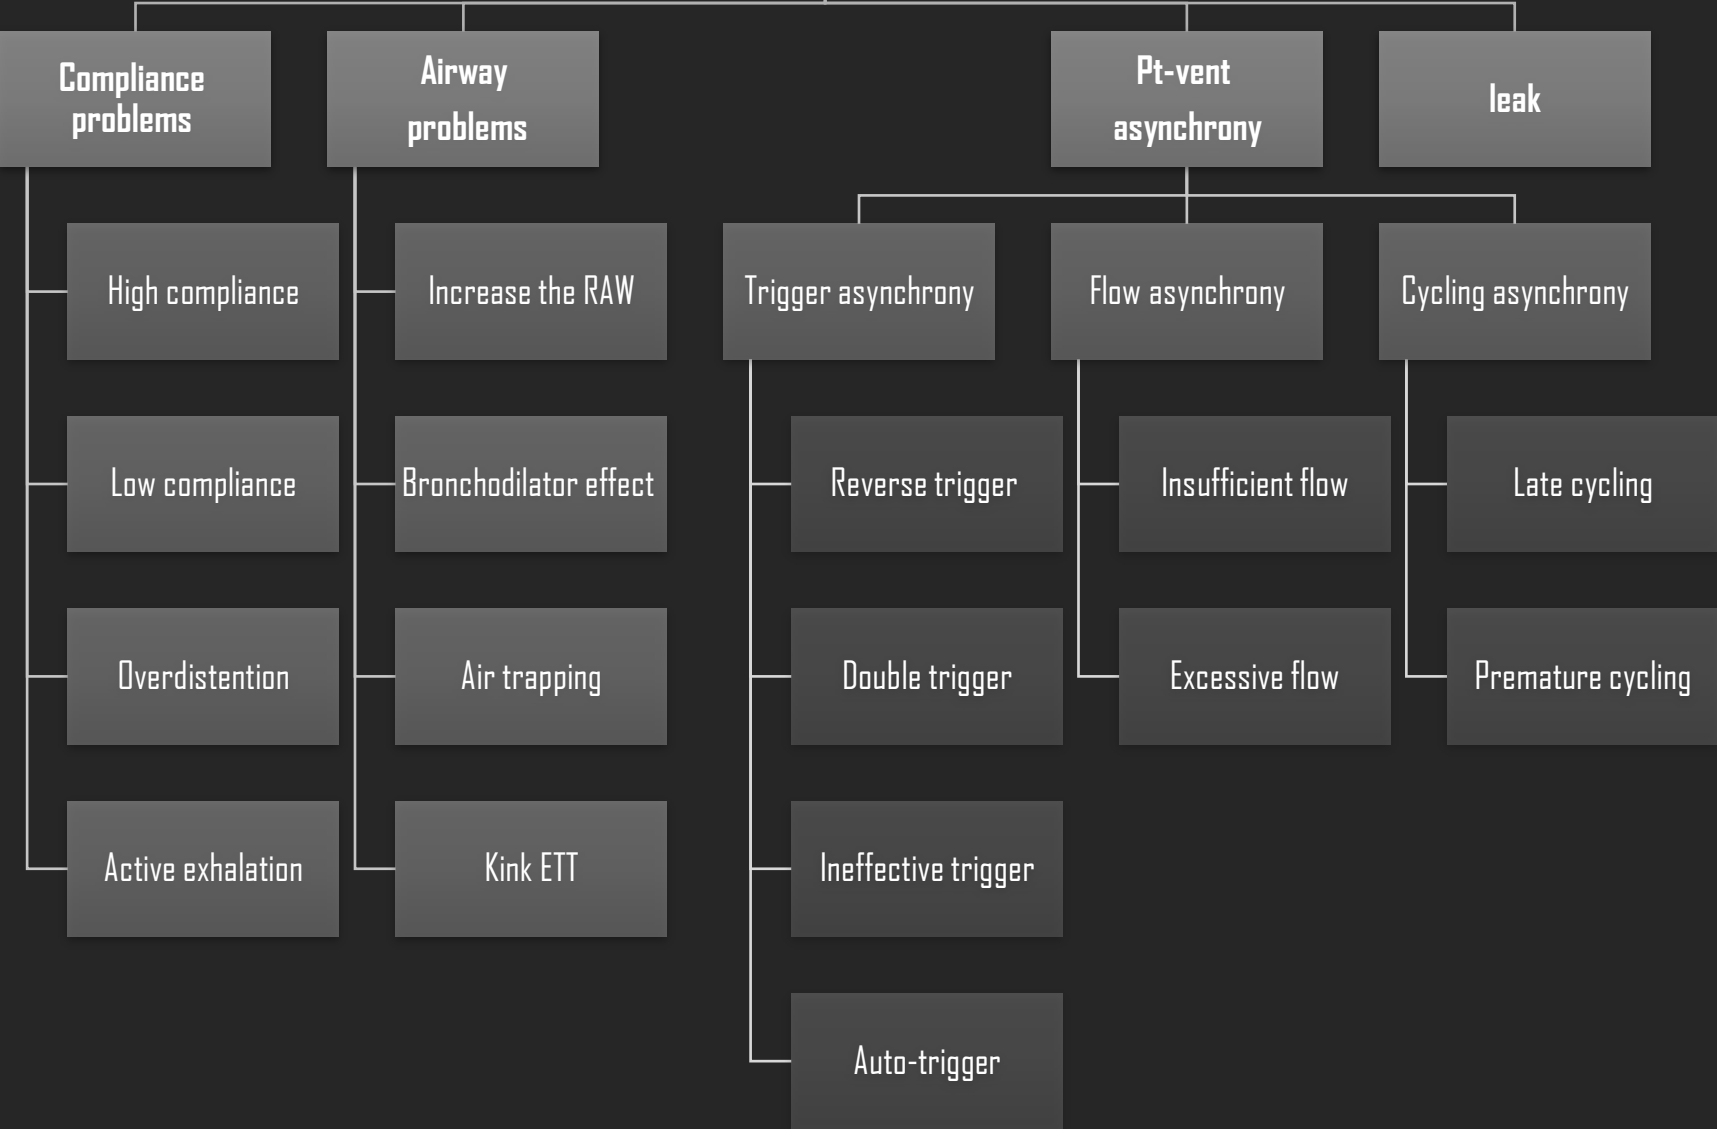 Compliance
problems
Airway
problems
Pt-vent
asynchrony
leak
High compliance
Increase the RAW
Trigger asynchrony
Flow asynchrony
Cycling asynchrony
Low compliance
Bronchodilator effect
Reverse trigger
Insufficient flow
Late cycling
Overdistention
Air trapping
Double trigger
Excessive flow
Premature cycling
Active exhalation
Kink ETT
Ineffective trigger
Auto-trigger